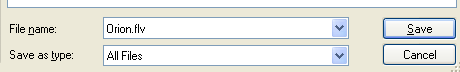 File name: Orion.flv Save
Save as type: All Files Cancel